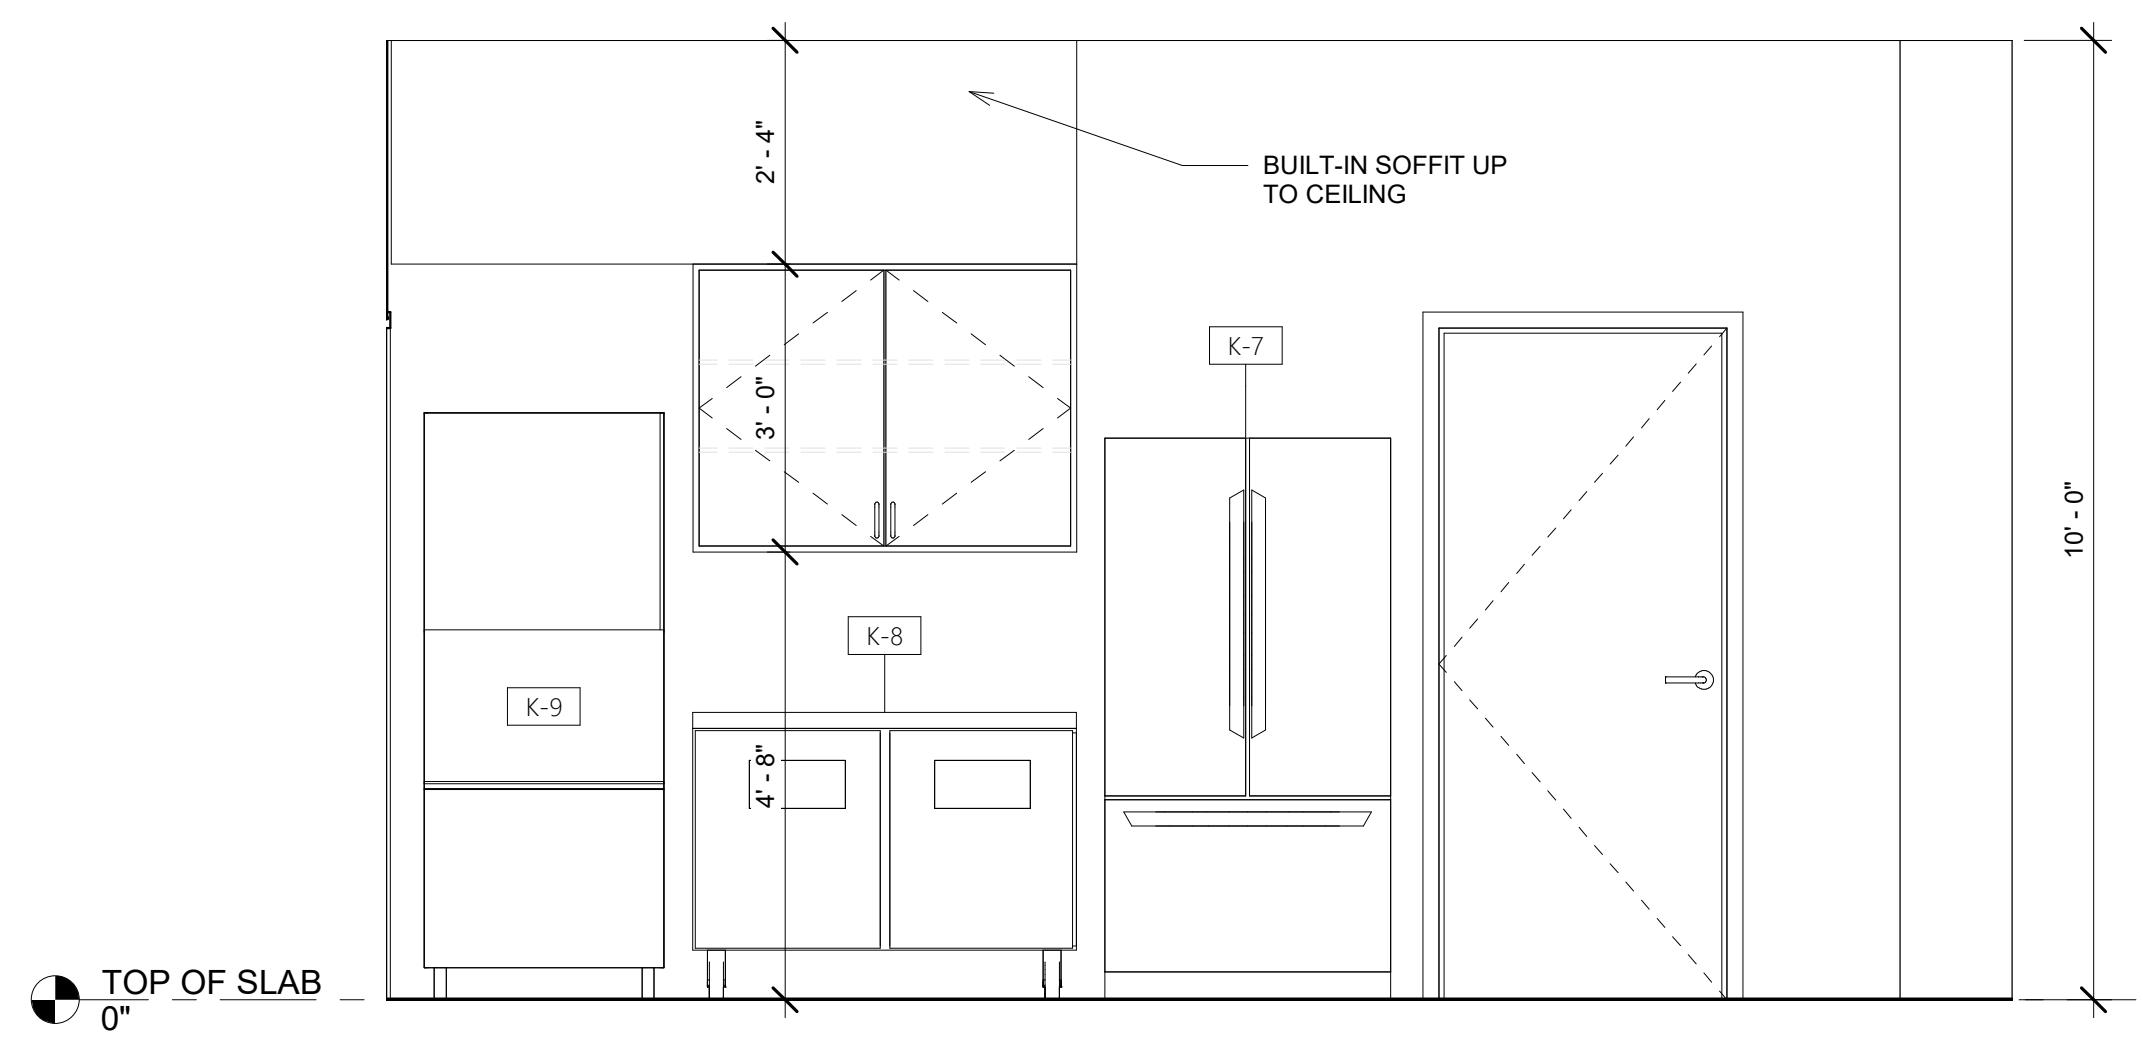 2' - 4"
BUILT-IN SOFFIT UP
TO CEILING
K-7
3' - 0"
10' - 0"
K-8
K-9
4' - 8"
TOP OF SLAB
0"